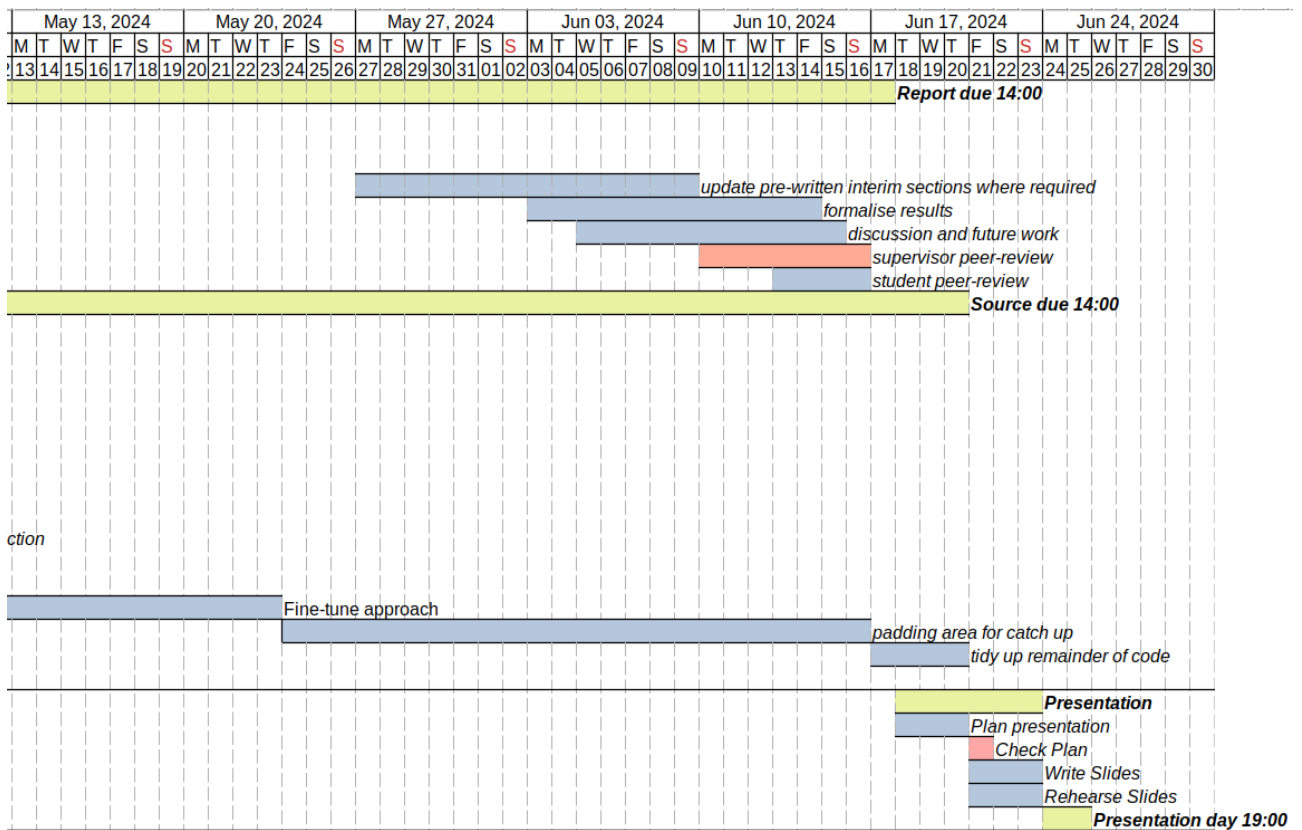 May 13, 2024 May 20, 2024 May 27, 2024 Jun 03, 2024 Jun 10, 2024 Jun 17, 2024 Jun 24, 2024
M T W T F S S M T W T F S S M T W T F S S M T W T F S S M T W T F S S M T W T F S S M T W T F S S
13 14 15 16 17 18 19 20 21 22 23 24 25 26 27 28 29 30 31 01 02 03 04 05 06 07 08 09 10 11 12 13 14 15 16 17 18 19 20 21 22 23 24 25 26 27 28 29 30
Report due 14:00
update pre-written interim sections where required
formalise results
discussion and future work
supervisor peer-review
student peer-review
Source due 14:00
ction
Fine-tune approach
padding area for catch up
tidy up remainder of code
Presentation
Plan presentation
Check Plan
Write Slides
Rehearse Slides
Presentation day 19:00